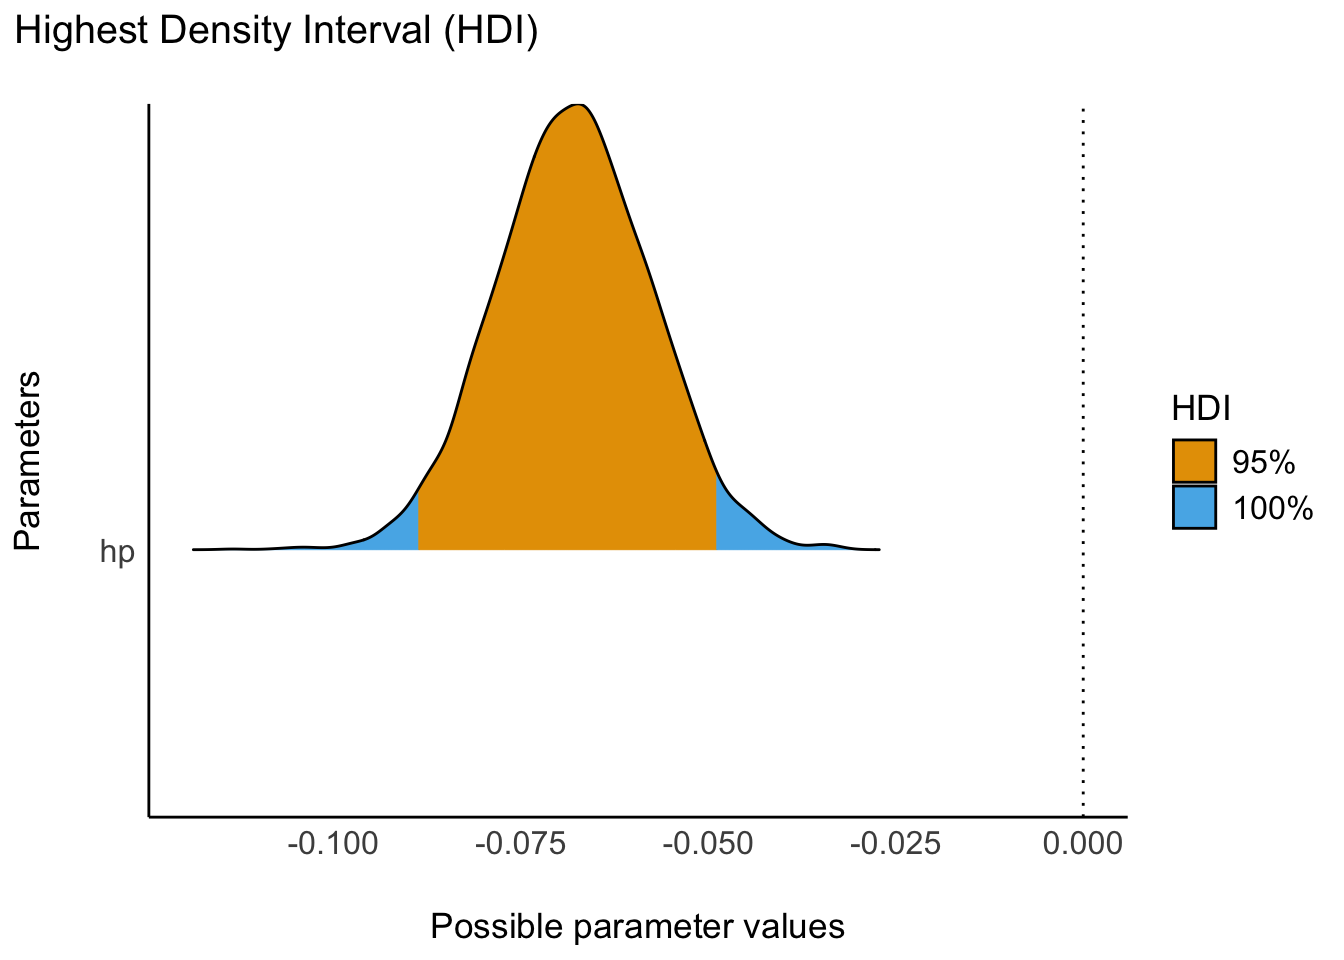 Highest Density Interval (HDI)
Parameters
hp
HDI
95%
100%
-0.100 -0.075 -0.050 -0.025 0.000
Possible parameter values